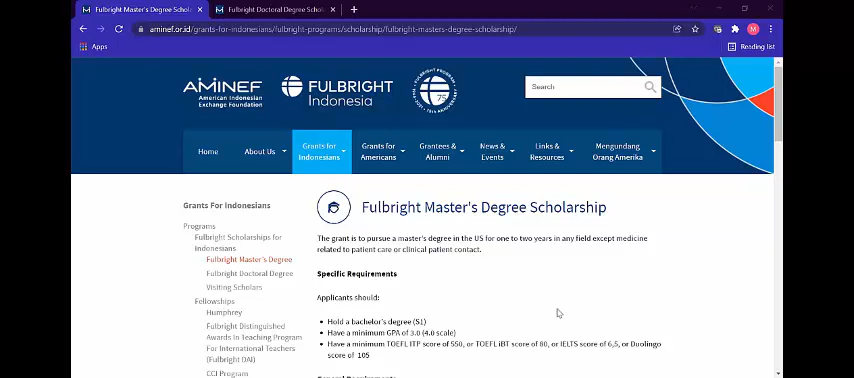 Fulbright Master's Degree Schola
Fulbright Doctoral Degree Schola
aminef.or.id/grants-for-indonesians/fulbright-programs/scholarship/fulbright-masters-degree-scholarship/
M
Apps
Reading list
AMINEF
American Indonesian
Exchange Foundation
FULBRIGHT
Indonesia
75
Search
Home
About Us
Grants for
Indonesians
Grants for
Americans
Grantees &
Alumni
News &
Events
Links &
Resources
Mengundang
Orang Amerika
Grants For Indonesians
Programs
Fulbright Scholarships for
Indonesians
Fulbright Master's Degree
Fulbright Doctoral Degree
Visiting Scholars
Fellowships
Humphrey
Fulbright Distinguished
Awards In Teaching Program
For International Teachers
(Fulbright DAI)
CCI Program
Fulbright Master's Degree Scholarship
The grant is to pursue a master's degree in the US for one to two years in any field except medicine
related to patient care or clinical patient contact.
Specific Requirements
Applicants should:
Hold a bachelor's degree (S1)
Have a minimum GPA of 3.0 (4.0 scale)
Have a minimum TOEFL ITP score of 550, or TOEFL iBT score of 80, or IELTS score of 6,5, or Duolingo
score of 105